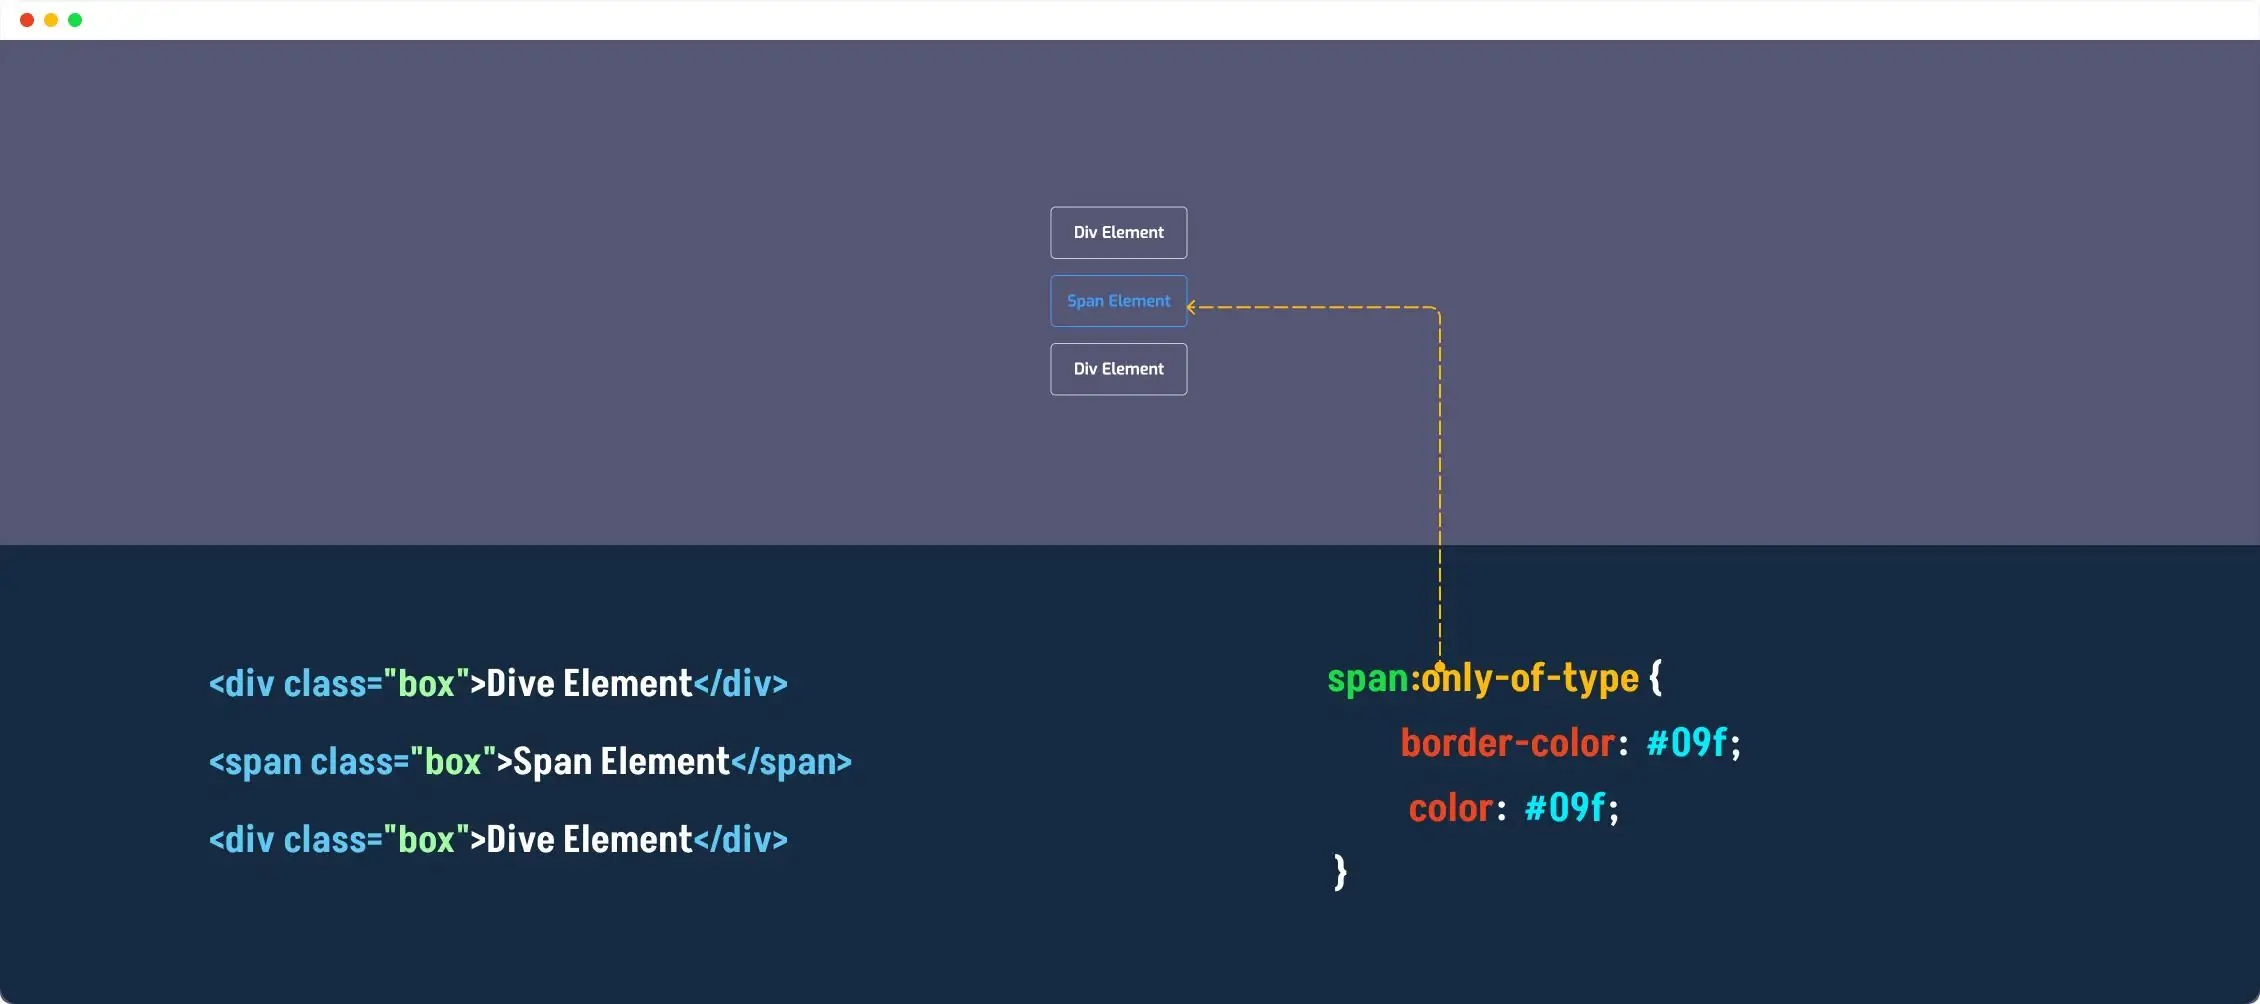 Div Element
Span Element
Div Element
<div class="box">Dive Element</div>
<span class="box">Span Element</span>
<div class="box">Dive Element</div>
span:only-of-type {
border-color: #09f;
color: #09f;
}